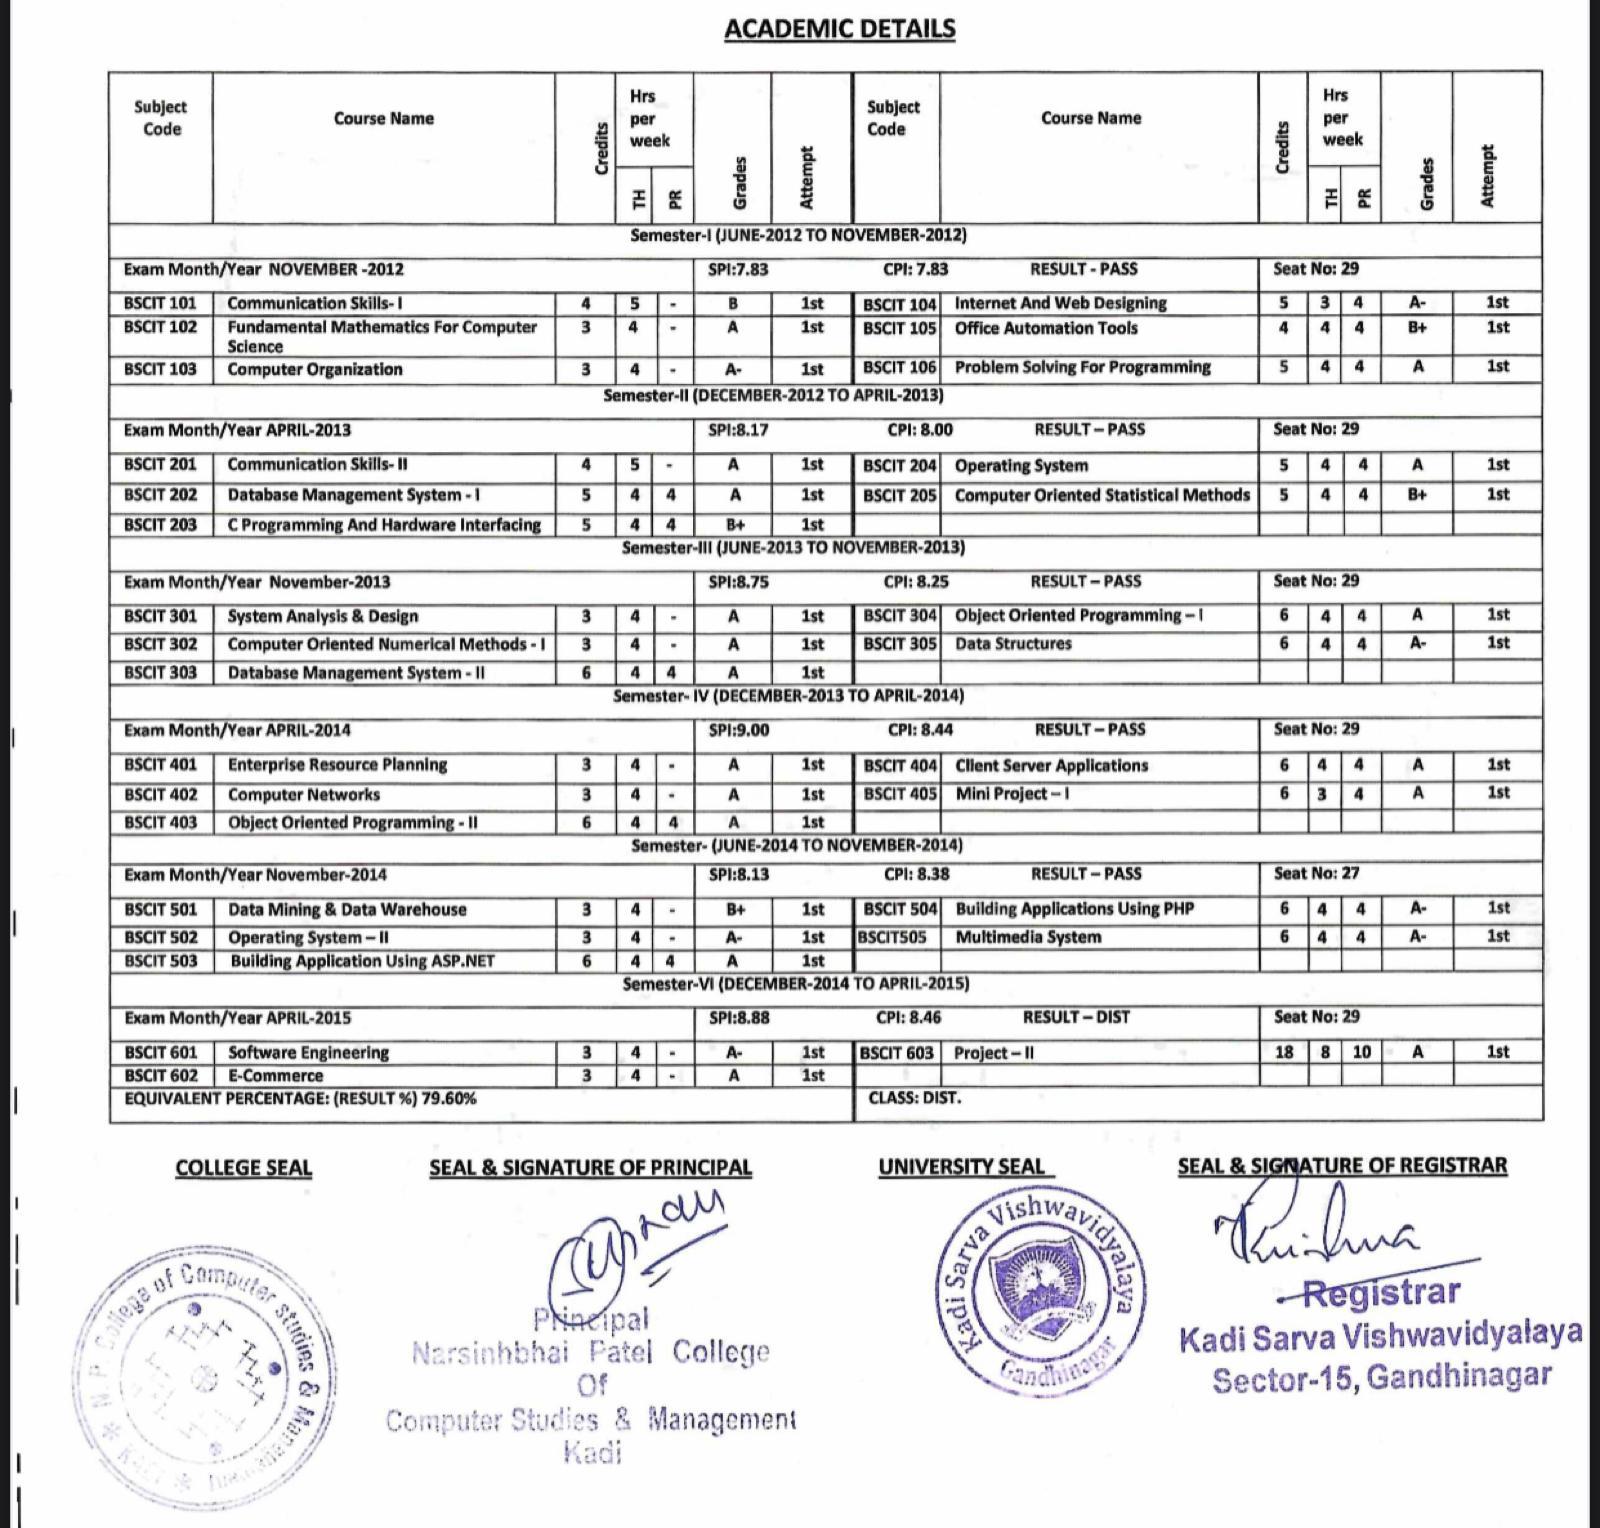 ACADEMIC DETAILS
Subject Code Course Name Credits Hrs per week TH PR Grades Attempt Subject Code Course Name Credits Hrs per week TH PR Grades Attempt
Semester-I (JUNE-2012 TO NOVEMBER-2012)
Exam Month/Year NOVEMBER -2012 SPI:7.83 CPI: 7.83 RESULT - PASS Seat No: 29
BSCIT 101 Communication Skills- I 4 5 - B 1st BSCIT 104 Internet And Web Designing 5 3 4 A- 1st
BSCIT 102 Fundamental Mathematics For Computer Science 3 4 - A 1st BSCIT 105 Office Automation Tools 4 4 4 B+ 1st
BSCIT 103 Computer Organization 3 4 - A- 1st BSCIT 106 Problem Solving For Programming 5 4 4 A 1st
Semester-II (DECEMBER-2012 TO APRIL-2013)
Exam Month/Year APRIL-2013 SPI:8.17 CPI: 8.00 RESULT – PASS Seat No: 29
BSCIT 201 Communication Skills- II 4 5 - A 1st BSCIT 204 Operating System 5 4 4 A 1st
BSCIT 202 Database Management System - I 5 4 4 A 1st BSCIT 205 Computer Oriented Statistical Methods 5 4 4 B+ 1st
BSCIT 203 C Programming And Hardware Interfacing 5 4 4 B+ 1st
Semester-III (JUNE-2013 TO NOVEMBER-2013)
Exam Month/Year November-2013 SPI:8.75 CPI: 8.25 RESULT – PASS Seat No: 29
BSCIT 301 System Analysis & Design 3 4 - A 1st BSCIT 304 Object Oriented Programming – I 6 4 4 A 1st
BSCIT 302 Computer Oriented Numerical Methods - I 3 4 - A 1st BSCIT 305 Data Structures 6 4 4 A- 1st
BSCIT 303 Database Management System - II 6 4 4 A 1st
Semester- IV (DECEMBER-2013 TO APRIL-2014)
Exam Month/Year APRIL-2014 SPI:9.00 CPI: 8.44 RESULT – PASS Seat No: 29
BSCIT 401 Enterprise Resource Planning 3 4 - A 1st BSCIT 404 Client Server Applications 6 4 4 A 1st
BSCIT 402 Computer Networks 3 4 - A 1st BSCIT 405 Mini Project – I 6 3 4 A 1st
BSCIT 403 Object Oriented Programming - II 6 4 4 A 1st
Semester- (JUNE-2014 TO NOVEMBER-2014)
Exam Month/Year November-2014 SPI:8.13 CPI: 8.38 RESULT – PASS Seat No: 27
BSCIT 501 Data Mining & Data Warehouse 3 4 - B+ 1st BSCIT 504 Building Applications Using PHP 6 4 4 A- 1st
BSCIT 502 Operating System – II 3 4 - A- 1st BSCIT505 Multimedia System 6 4 4 A- 1st
BSCIT 503 Building Application Using ASP.NET 6 4 4 A 1st
Semester-VI (DECEMBER-2014 TO APRIL-2015)
Exam Month/Year APRIL-2015 SPI:8.88 CPI: 8.46 RESULT – DIST Seat No: 29
BSCIT 601 Software Engineering 3 4 - A- 1st BSCIT 603 Project – II 18 8 10 A 1st
BSCIT 602 E-Commerce 3 4 - A 1st
EQUIVALENT PERCENTAGE: (RESULT %) 79.60% CLASS: DIST.
COLLEGE SEAL SEAL & SIGNATURE OF PRINCIPAL UNIVERSITY SEAL SEAL & SIGNATURE OF REGISTRAR
N. P. College of Computer studies & Management
Kadi
Principal
Narsinhbhai Patel College
Of
Computer Studies & Management
Kadi
Kadi Sarva Vishwavidyalaya
Gandhinagar
Registrar
Kadi Sarva Vishwavidyalaya
Sector-15, Gandhinagar